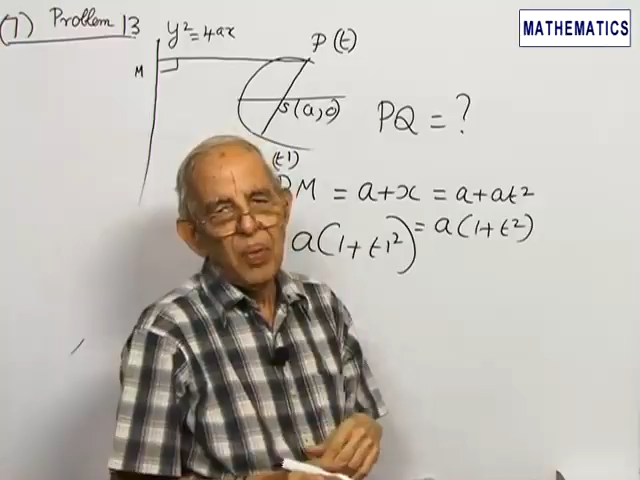 (7) Problem 13
y² = 4ax
P (t)
M
S(a, 0)
PQ = ?
(t1)
PM = a + x = a + at²
a(1 + t1²) = a(1 + t²)
MATHEMATICS